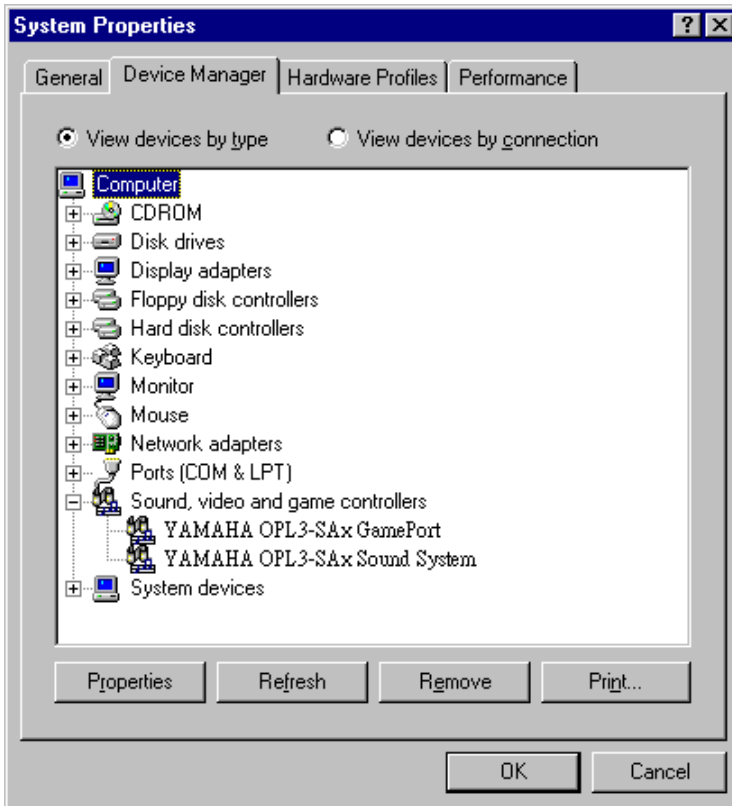 System Properties
General Device Manager Hardware Profiles Performance
View devices by type View devices by connection
Computer
CDROM
Disk drives
Display adapters
Floppy disk controllers
Hard disk controllers
Keyboard
Monitor
Mouse
Network adapters
Ports (COM & LPT)
Sound, video and game controllers
YAMAHA OPL3-SAx GamePort
YAMAHA OPL3-SAx Sound System
System devices
Properties Refresh Remove Print...
OK Cancel